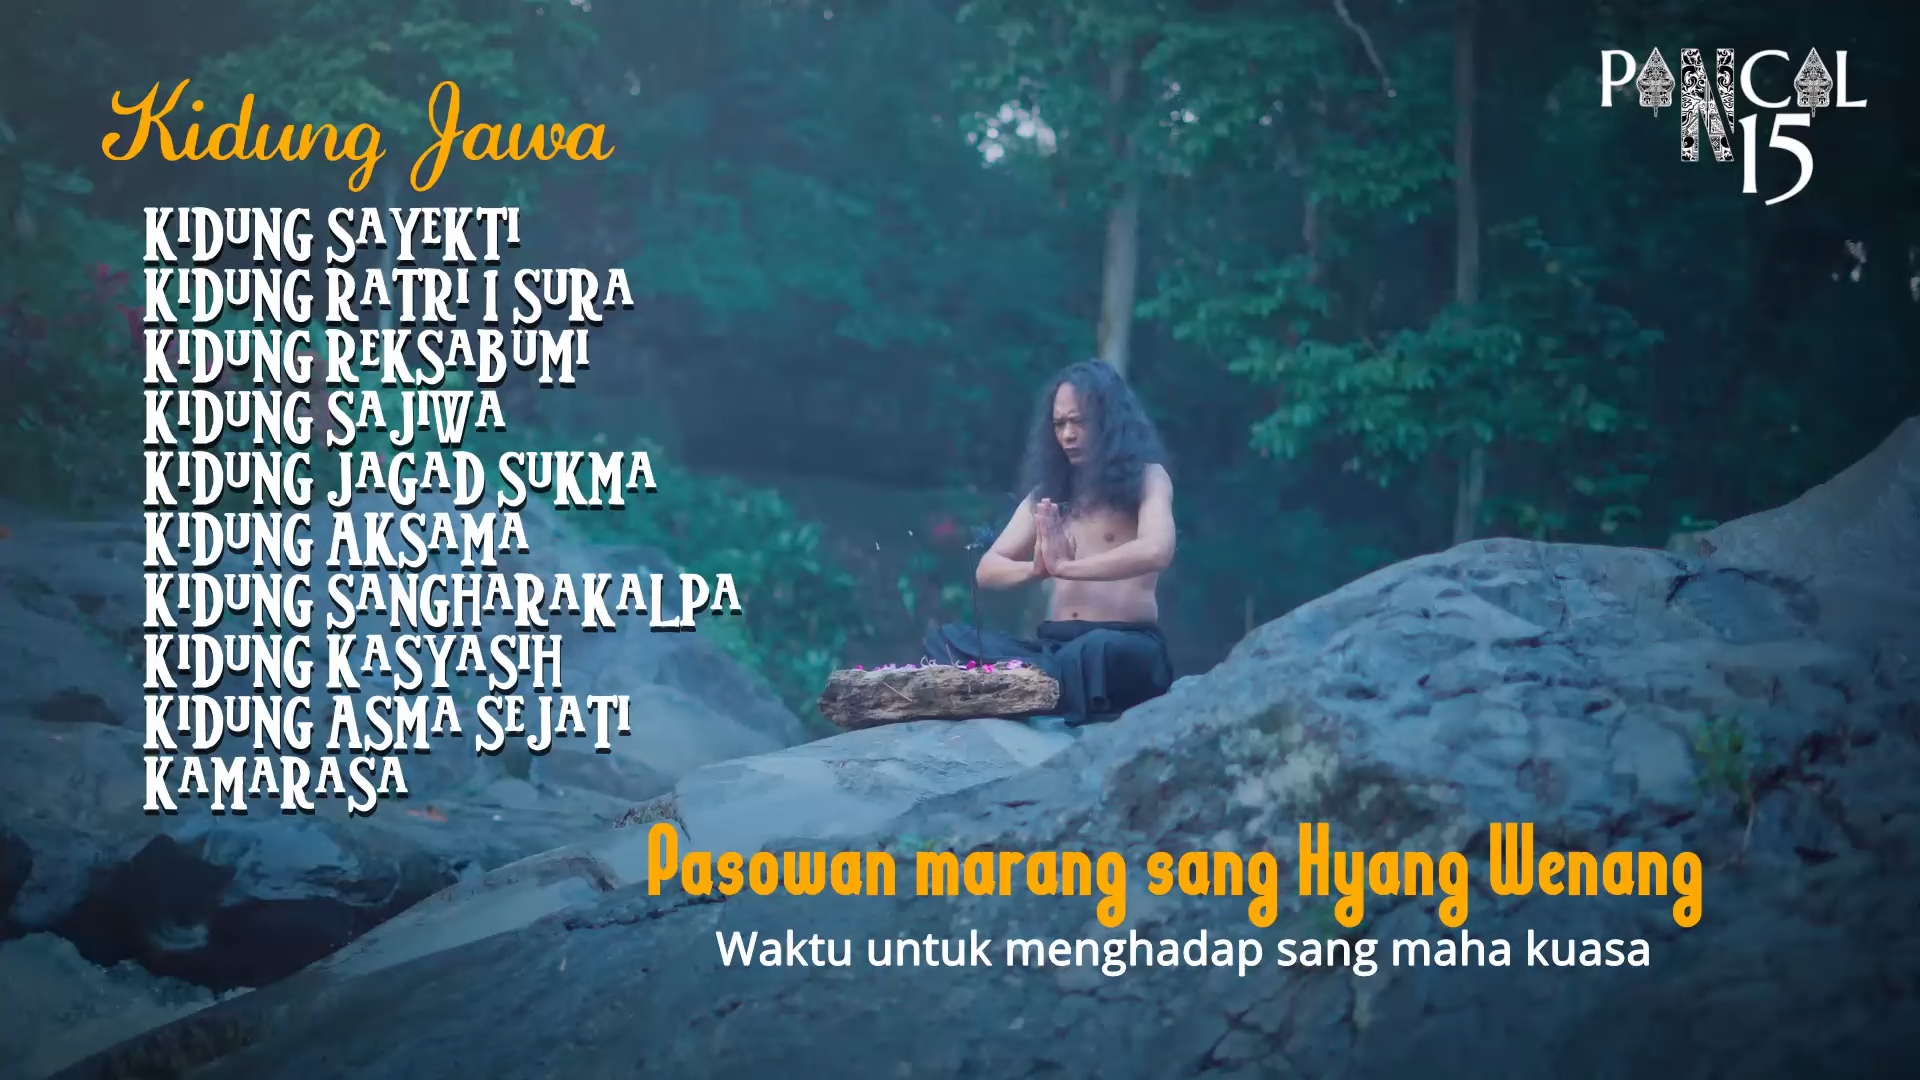 Kidung Jawa
PANCAL
15
KIDUNG SAYEKTI
KIDUNG RATRI 1 SURA
KIDUNG REKSABUMI
KIDUNG SAJIWA
KIDUNG JAGAD SUKMA
KIDUNG AKSAMA
KIDUNG SANGHARAKALPA
KIDUNG KASYASIH
KIDUNG ASMA SEJATI
KAMARASA
Pasowan marang sang Hyang Wenang
Waktu untuk menghadap sang maha kuasa